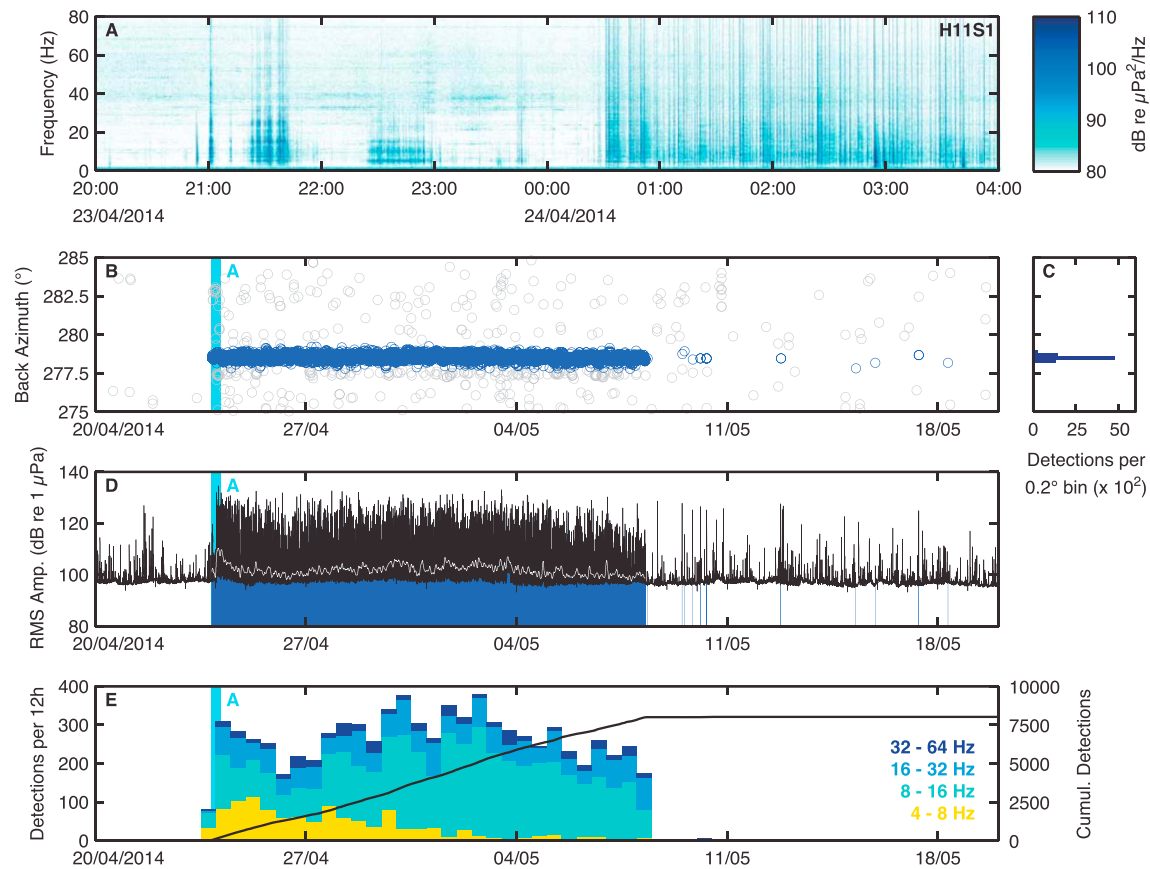 A
H11S1
80
60
40
20
0
Frequency (Hz)
20:00 21:00 22:00 23:00 00:00 01:00 02:00 03:00 04:00
23/04/2014 24/04/2014
110
100
90
80
dB re µPa²/Hz
B
A
285
282.5
280
277.5
275
Back Azimuth (°)
20/04/2014 27/04 04/05 11/05 18/05
C
0 25 50
Detections per
0.2° bin (x 10²)
D
A
140
120
100
80
RMS Amp. (dB re 1 µPa)
20/04/2014 27/04 04/05 11/05 18/05
E
A
400
300
200
100
0
Detections per 12h
10000
7500
5000
2500
0
Cumul. Detections
32 - 64 Hz
16 - 32 Hz
8 - 16 Hz
4 - 8 Hz
20/04/2014 27/04 04/05 11/05 18/05